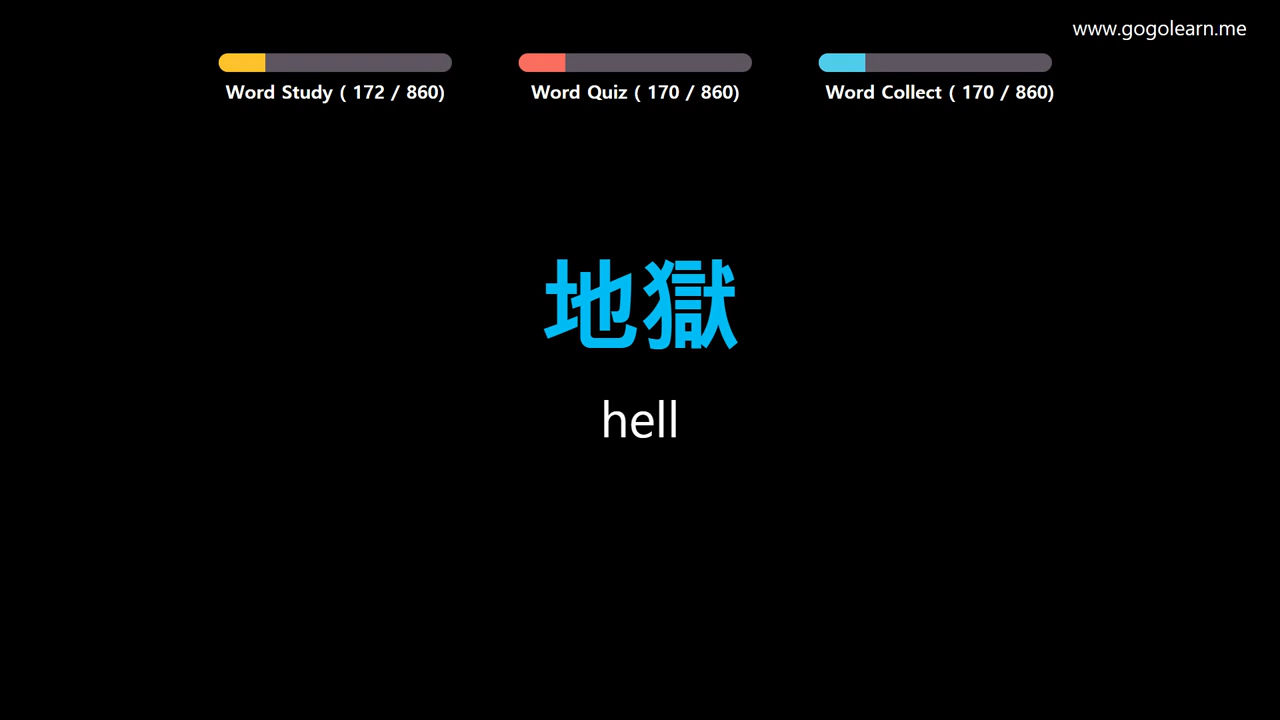 www.gogolearn.me
Word Study ( 172 / 860)
Word Quiz ( 170 / 860)
Word Collect ( 170 / 860)
地獄
hell